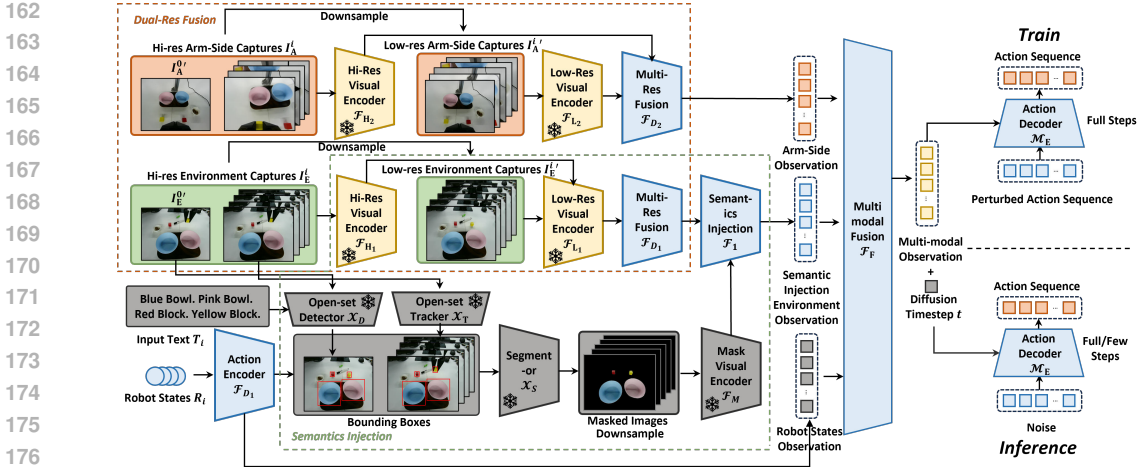 162
163
164
165
166
167
168
169
170
171
172
173
174
175
176
Dual-Res Fusion
Downsample
Hi-res Arm-Side Captures I_A^i
I_A^0′
Hi-Res
Visual
Encoder
F_H2
Low-res Arm-Side Captures I_A^i′
Low-Res
Visual
Encoder
F_L2
Multi-
Res
Fusion
F_D2
Arm-Side
Observation
Downsample
Hi-res Environment Captures I_E^i
I_E^0′
Hi-Res
Visual
Encoder
F_H1
Low-res Environment Captures I_E^i′
Low-Res
Visual
Encoder
F_L1
Multi-
Res
Fusion
F_D1
Seman-
tics
Injection
F_1
Semantic
Injection
Environment
Observation
Blue Bowl. Pink Bowl.
Red Block. Yellow Block.
Input Text T_i
Open-set
Detector X_D
Open-set
Tracker X_T
Robot States R_i
Action
Encoder
F_D1
Bounding Boxes
Segment
-or
X_S
Masked Images
Downsample
Mask
Visual
Encoder
F_M
Semantics Injection
Robot States
Observation
Multi
modal
Fusion
F_F
Multi-modal
Observation
+
Diffusion
Timestep t
Train
Action Sequence
...
Action
Decoder
M_E
Full Steps
...
Perturbed Action Sequence
Action Sequence
...
Action
Decoder
M_E
Full/Few
Steps
...
Noise
Inference